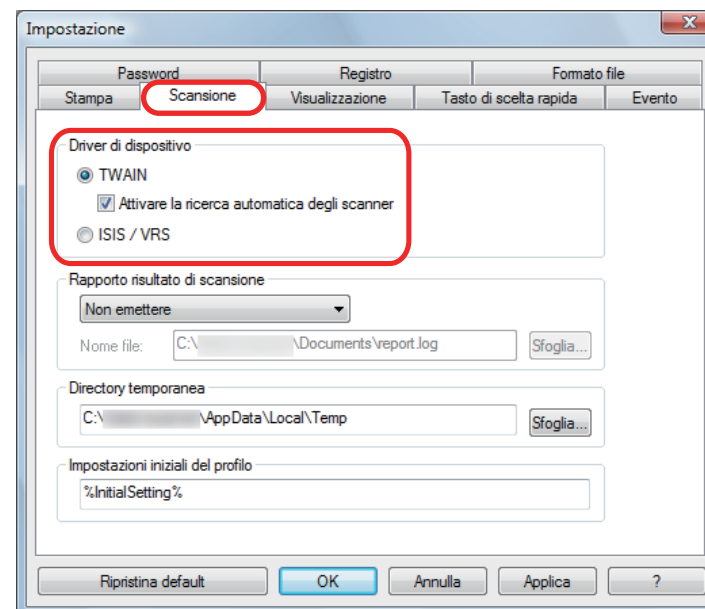 Impostazione
Password Registro Formato file
Stampa Scansione Visualizzazione Tasto di scelta rapida Evento
Driver di dispositivo
TWAIN
Attivare la ricerca automatica degli scanner
ISIS / VRS
Rapporto risultato di scansione
Non emettere
Nome file: C:\ \Documents\report.log Sfoglia...
Directory temporanea
C:\ \AppData\Local\Temp Sfoglia...
Impostazioni iniziali del profilo
%InitialSetting%
Ripristina default OK Annulla Applica ?